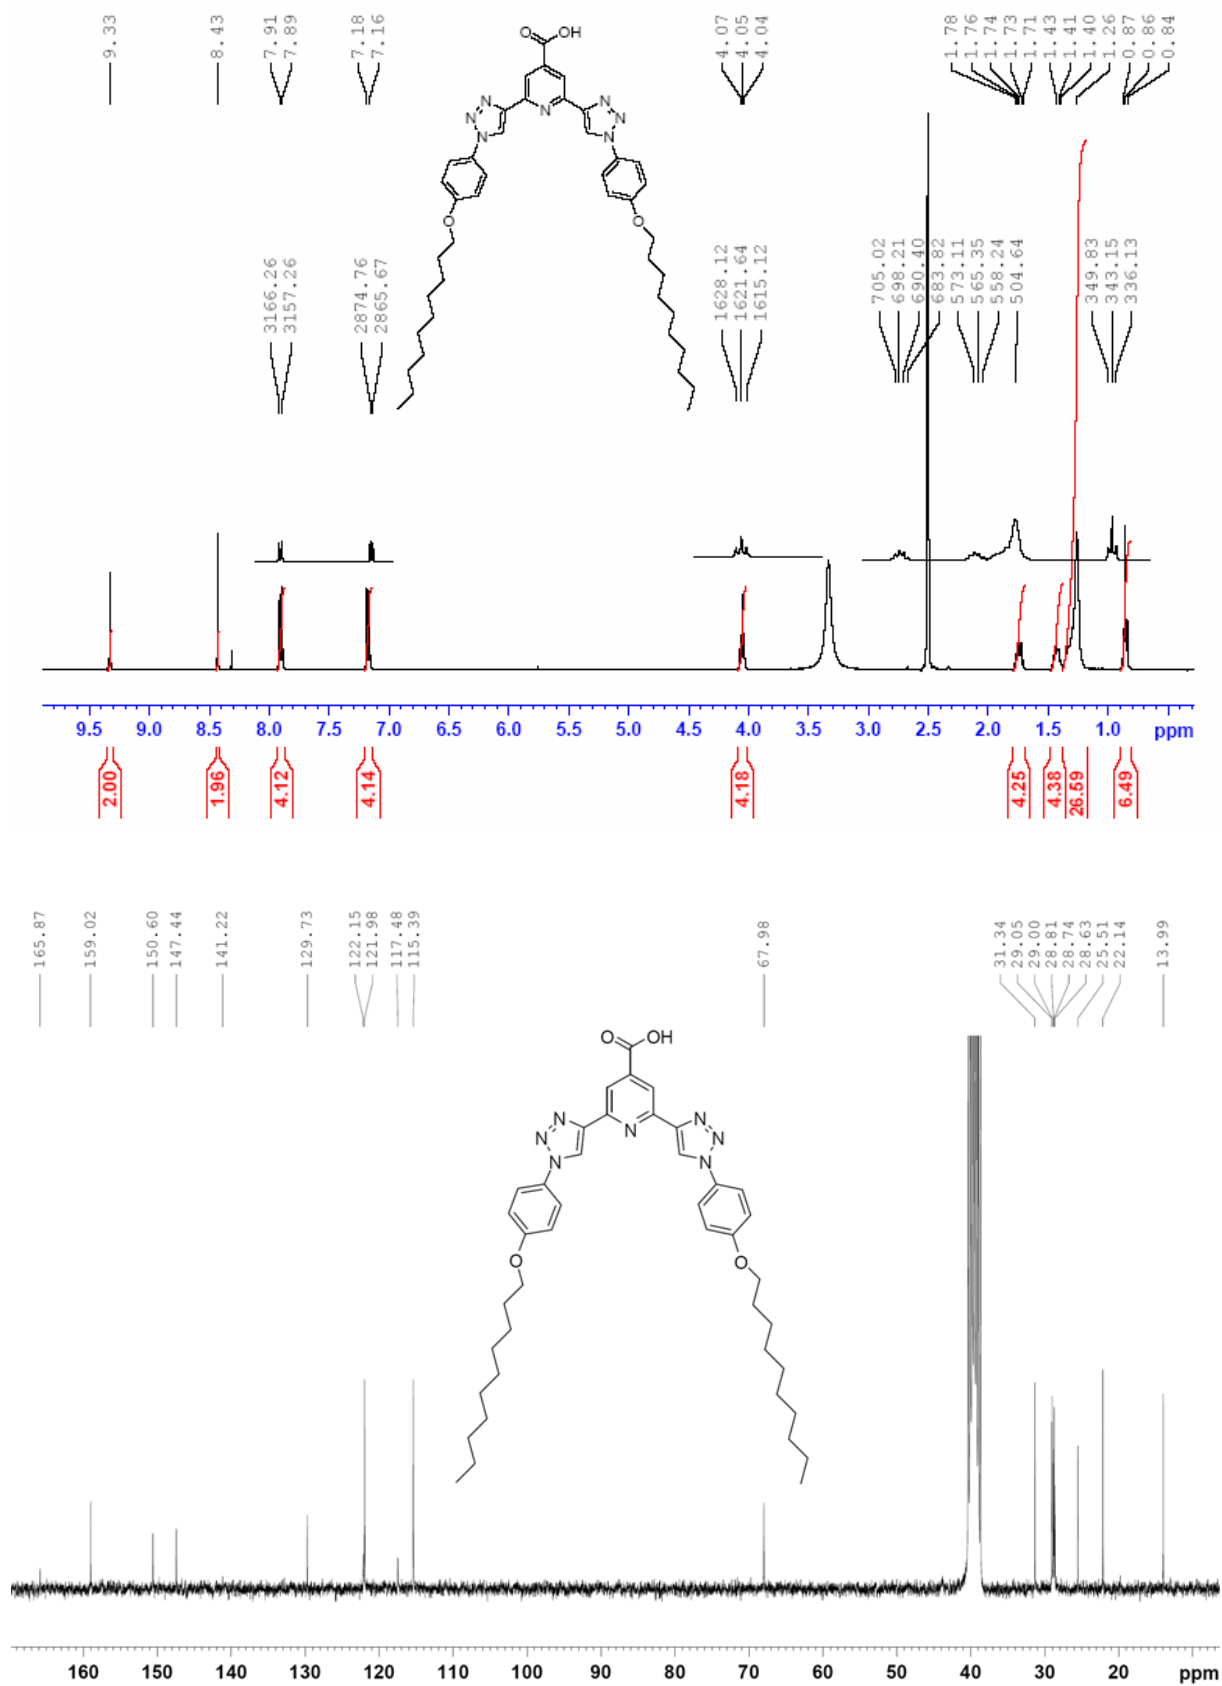 9.33 8.43 7.91 7.89 7.18 7.16 4.07 4.05 4.04 1.78 1.76 1.74 1.73 1.71 1.43 1.41 1.40 1.26 0.87 0.86 0.84
O OH
N N N N
N N N
O O
3166.26 3157.26 2874.76 2865.67 1628.12 1621.64 1615.12 705.02 698.21 690.40 683.82 573.11 565.35 558.24 504.64 349.83 343.15 336.13
9.5 9.0 8.5 8.0 7.5 7.0 6.5 6.0 5.5 5.0 4.5 4.0 3.5 3.0 2.5 2.0 1.5 1.0 ppm
2.00 1.96 4.12 4.14 4.18 4.25 4.38 26.59 6.49
165.87 159.02 150.60 147.44 141.22 129.73 122.15 121.98 117.48 115.39 67.98 31.34 29.05 29.00 28.81 28.74 28.63 25.51 22.14 13.99
O OH
N N N N
N N N
O O
160 150 140 130 120 110 100 90 80 70 60 50 40 30 20 ppm